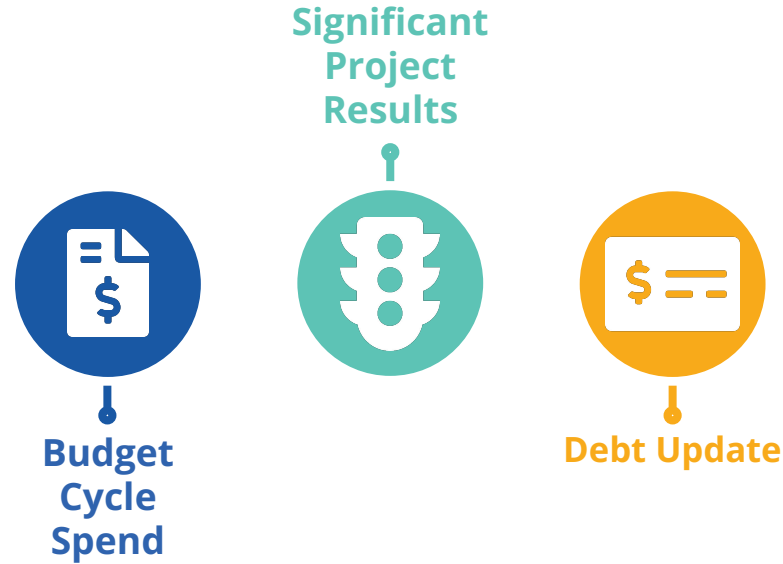 Significant
Project
Results
$
$
Budget
Cycle
Spend
Debt Update